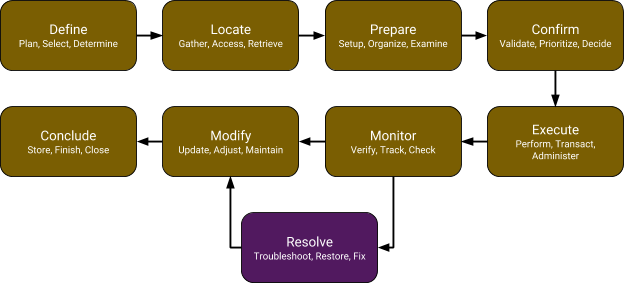 Define
Plan, Select, Determine
Locate
Gather, Access, Retrieve
Prepare
Setup, Organize, Examine
Confirm
Validate, Prioritize, Decide
Conclude
Store, Finish, Close
Modify
Update, Adjust, Maintain
Monitor
Verify, Track, Check
Execute
Perform, Transact,
Administer
Resolve
Troubleshoot, Restore, Fix